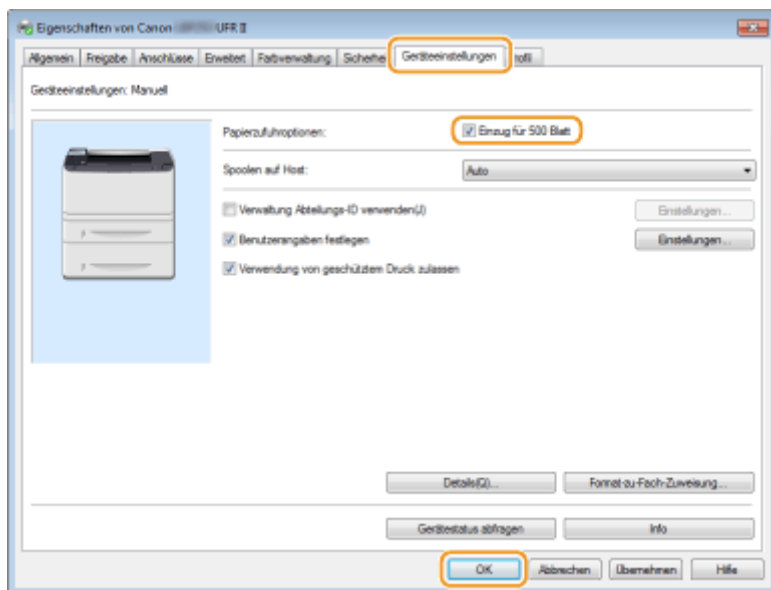 Eigenschaften von Canon UFR II
Allgemein Freigabe Anschlüsse Erweitert Farbverwaltung Sicherhe Geräteeinstellungen rofil
Geräteeinstellungen: Manuell
Papierzufuhroptionen: Einzug für 500 Blatt
Spoolen auf Host: Auto
Verwaltung Abteilungs-ID verwenden(J) Einstellungen...
Benutzerangaben festlegen Einstellungen...
Verwendung von geschütztem Druck zulassen
Details(Q)... Format-zu-Fach-Zuweisung...
Gerätestatus abfragen Info
OK Abbrechen Übernehmen Hilfe